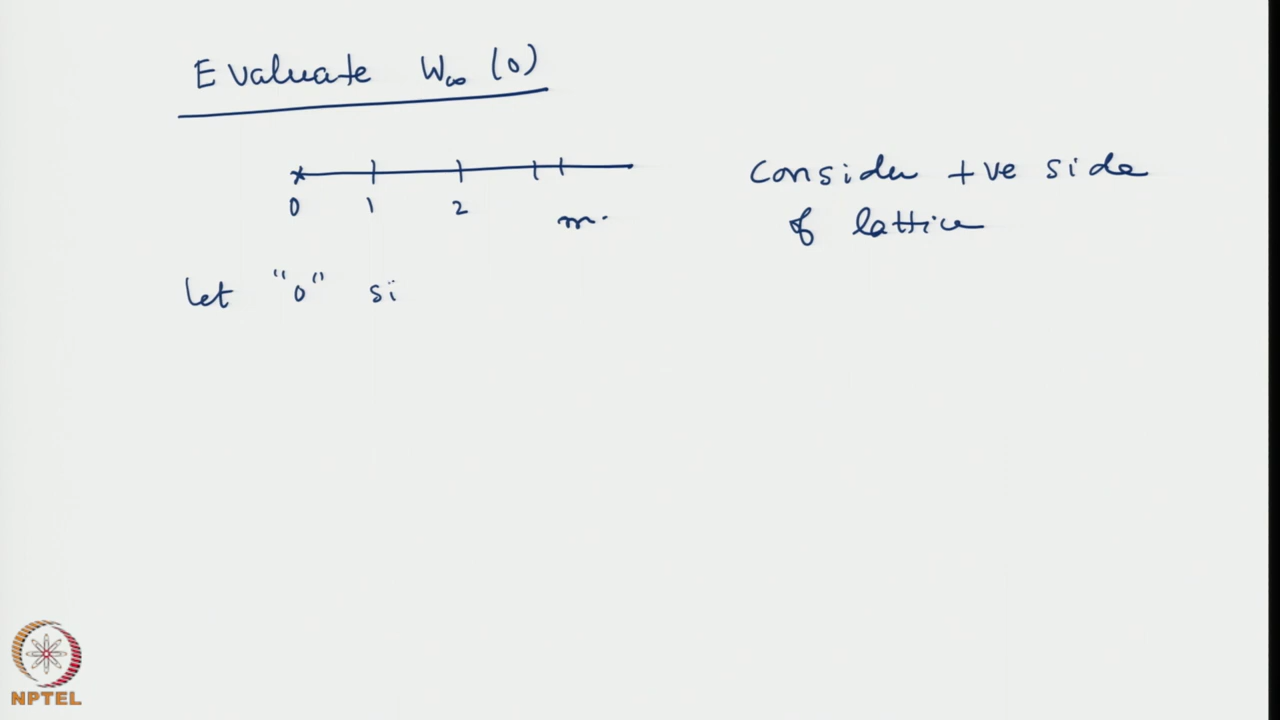 Evaluate W∞ (0)
0 1 2 m.
Consider +ve side
of lattice
Let "0" si
NPTEL